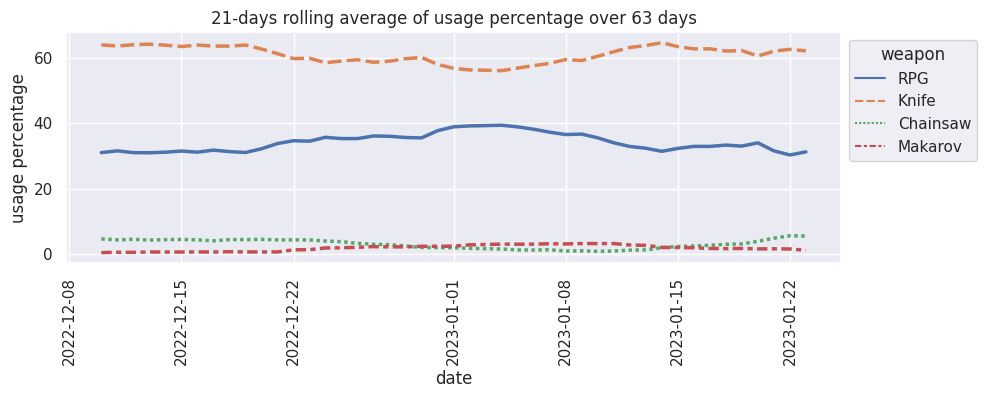 21-days rolling average of usage percentage over 63 days
usage percentage
60
40
20
0
2022-12-08
2022-12-15
2022-12-22
2023-01-01
2023-01-08
2023-01-15
2023-01-22
date
weapon
RPG
Knife
Chainsaw
Makarov